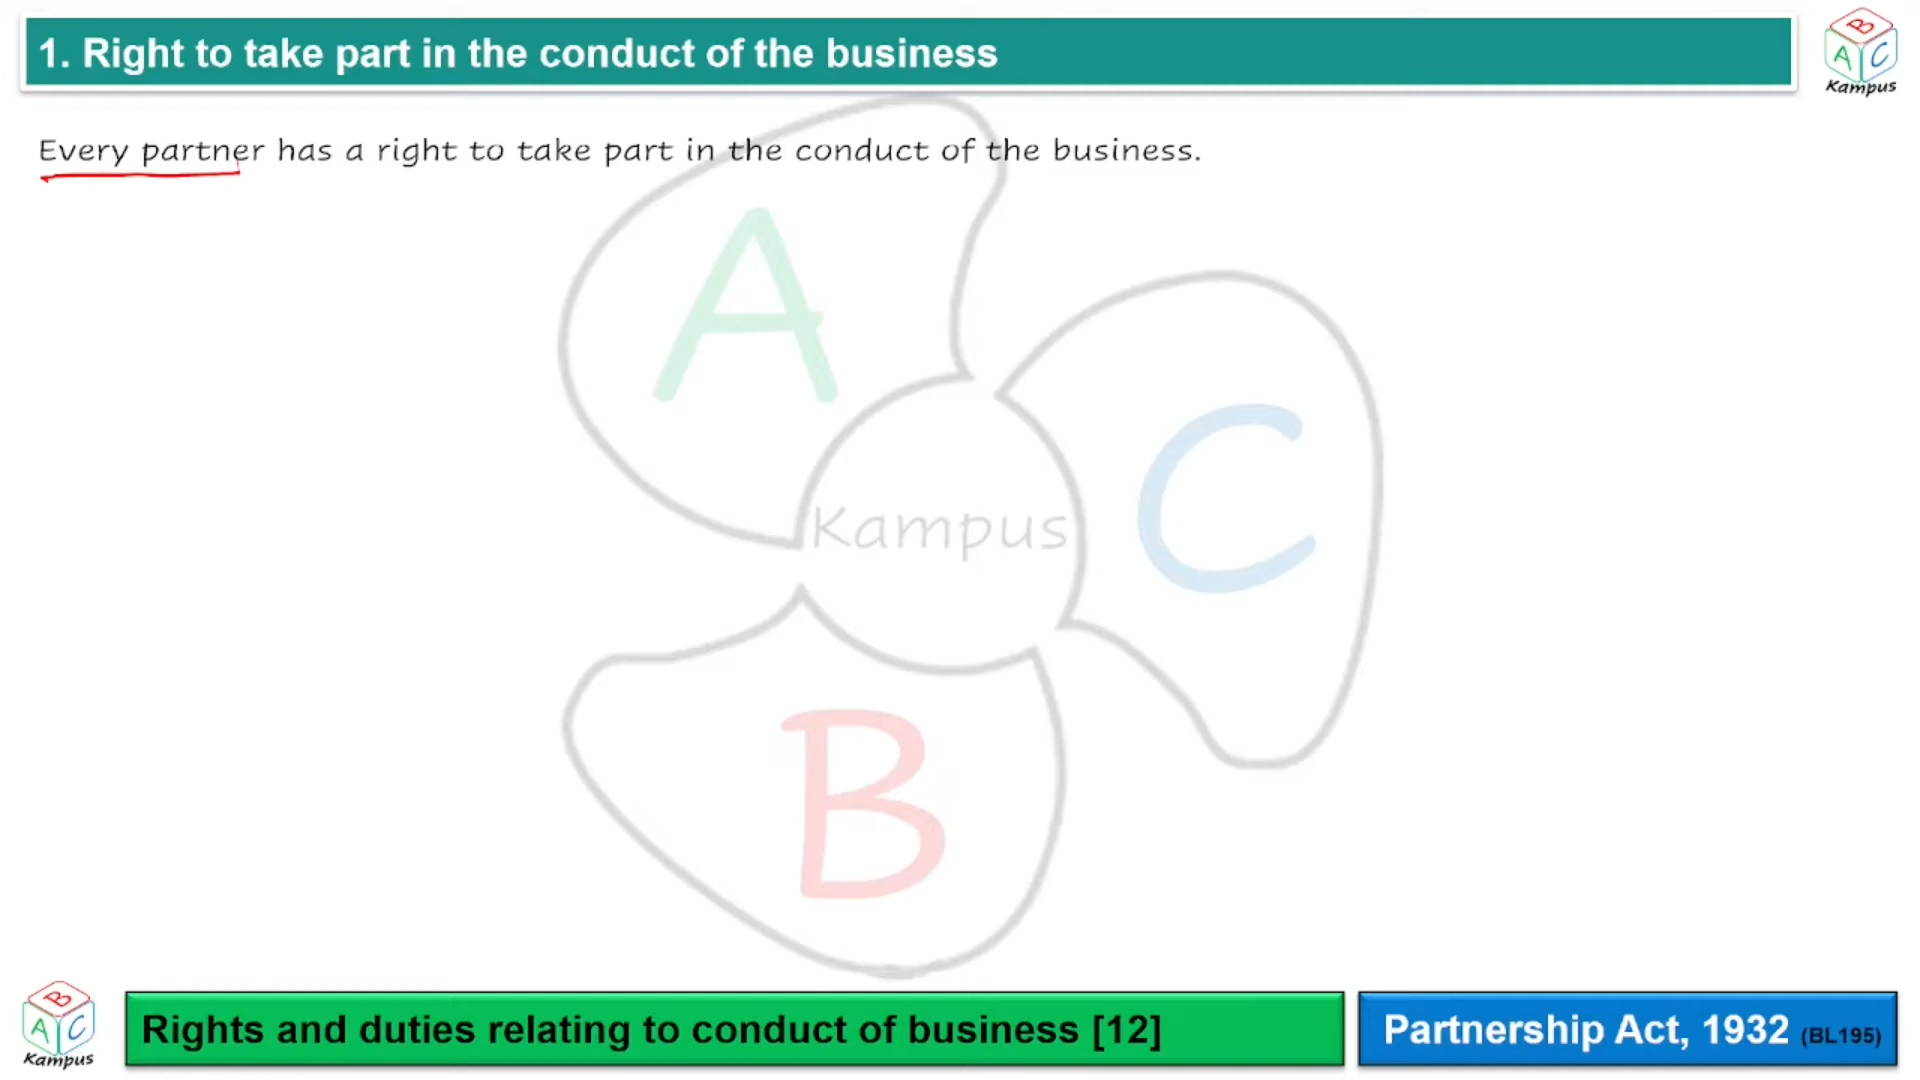 1. Right to take part in the conduct of the business
B
A C
Kampus
Every partner has a right to take part in the conduct of the business.
A
C
Kampus
B
B
A C
Kampus
Rights and duties relating to conduct of business [12]
Partnership Act, 1932 (BL195)